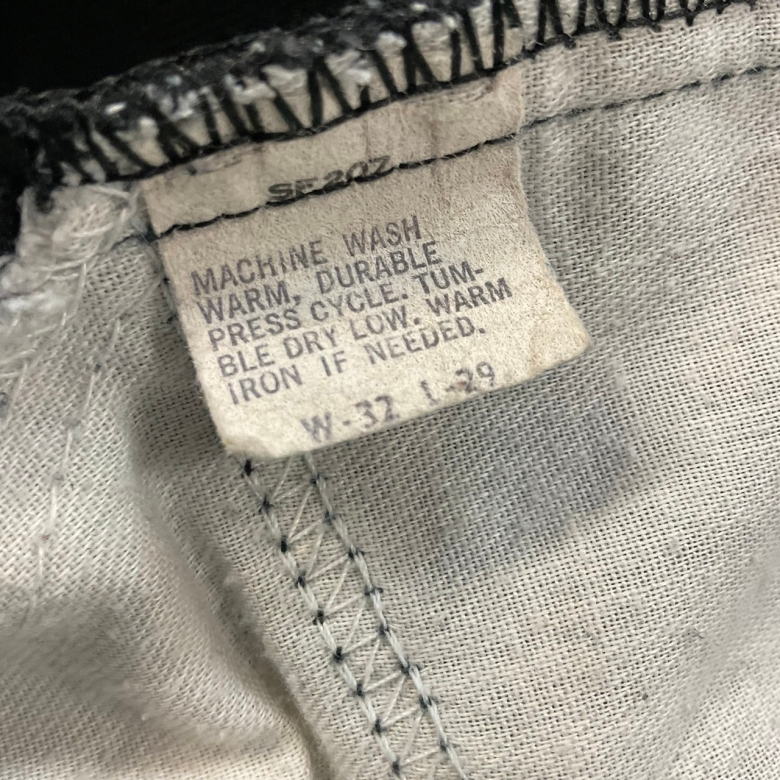 SF207
MACHINE WASH
WARM, DURABLE
PRESS CYCLE. TUM-
BLE DRY LOW. WARM
IRON IF NEEDED.
W-32 L-29